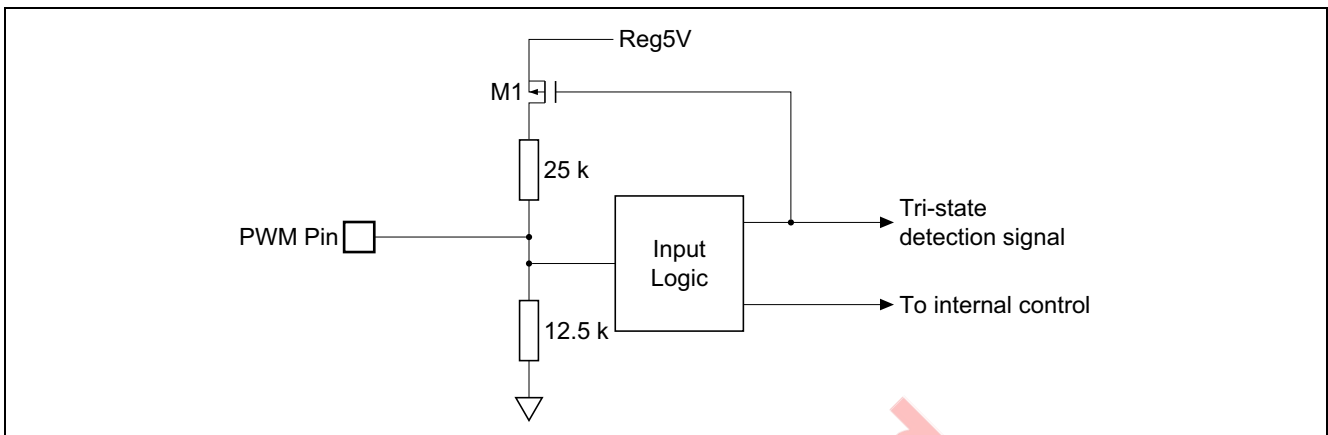 Reg5V
M1
25 k
PWM Pin
Input
Logic
Tri-state
detection signal
To internal control
12.5 k